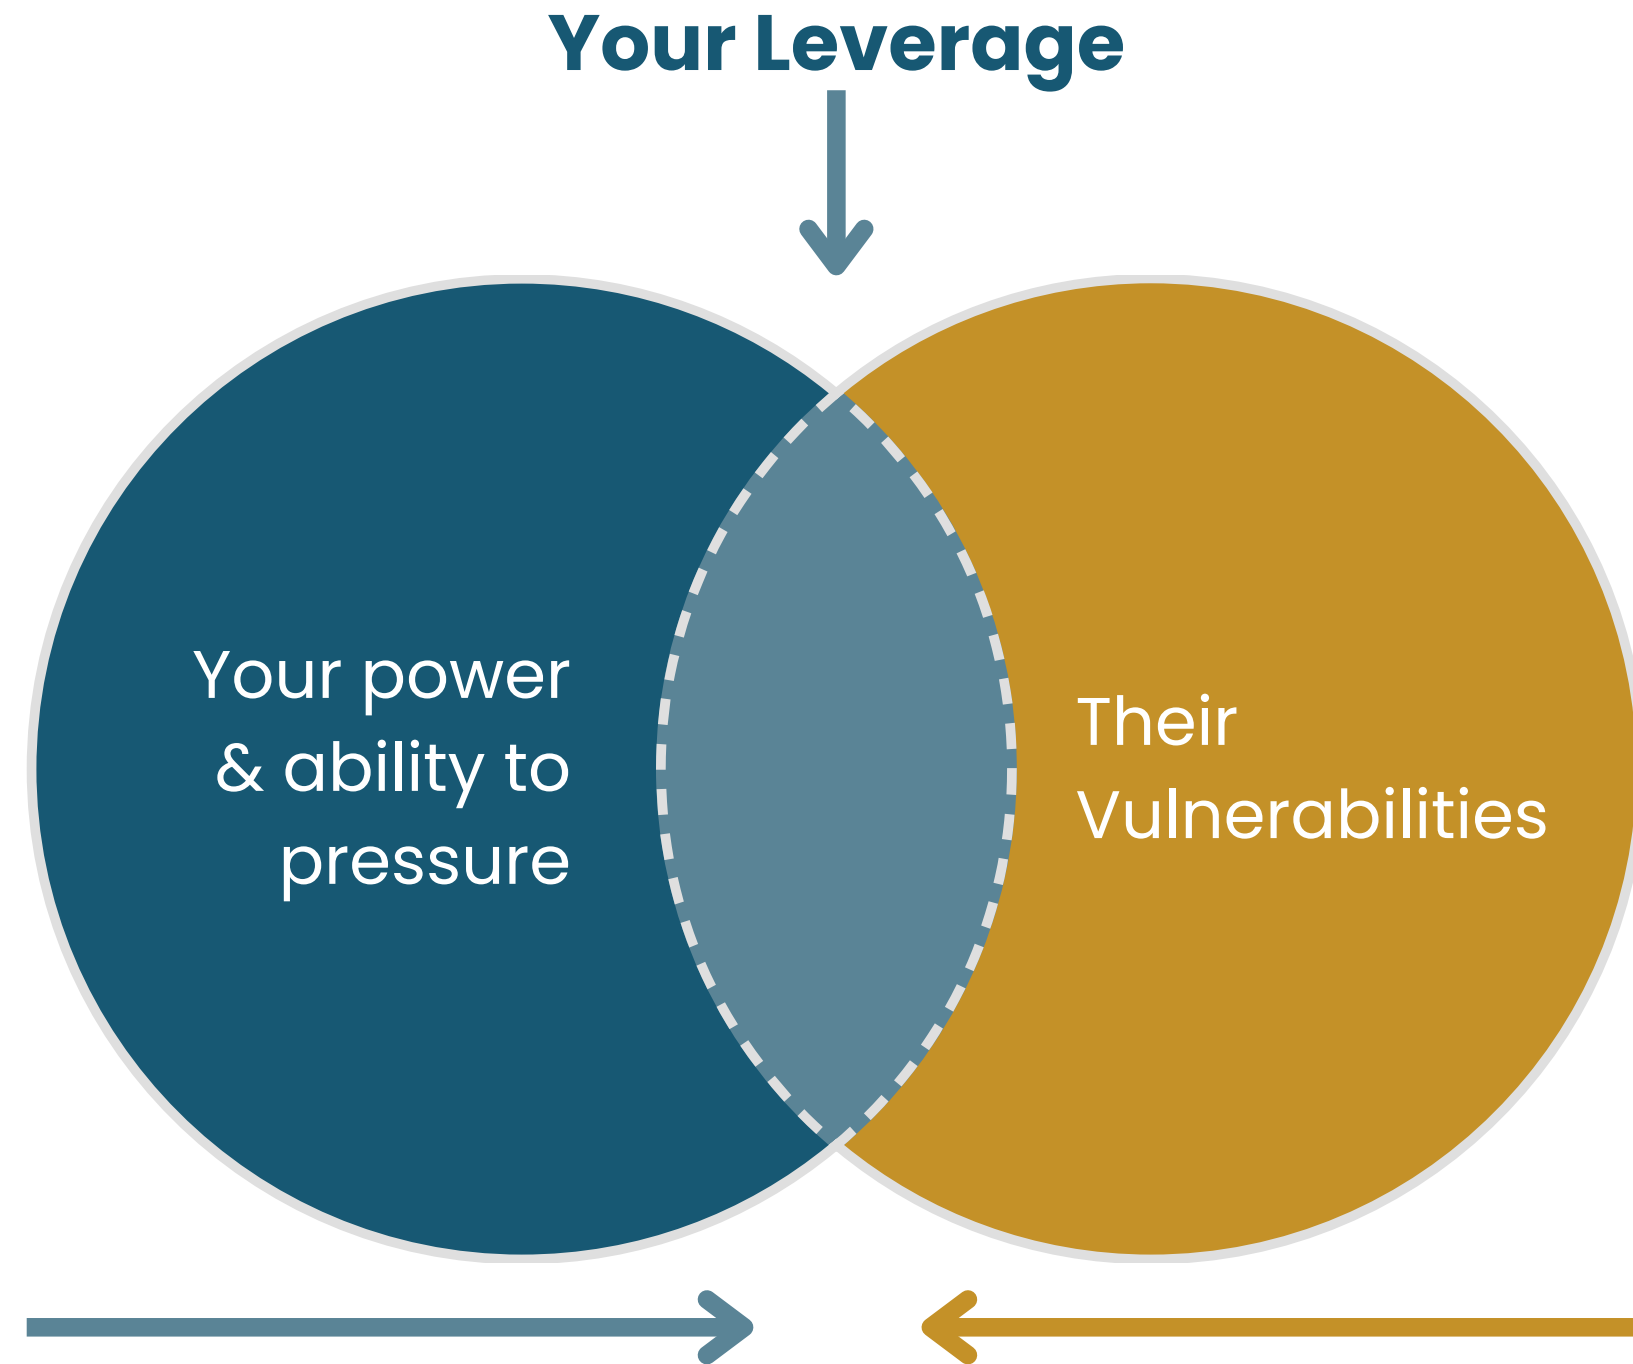 Your Leverage
Your power
& ability to
pressure
Their
Vulnerabilities